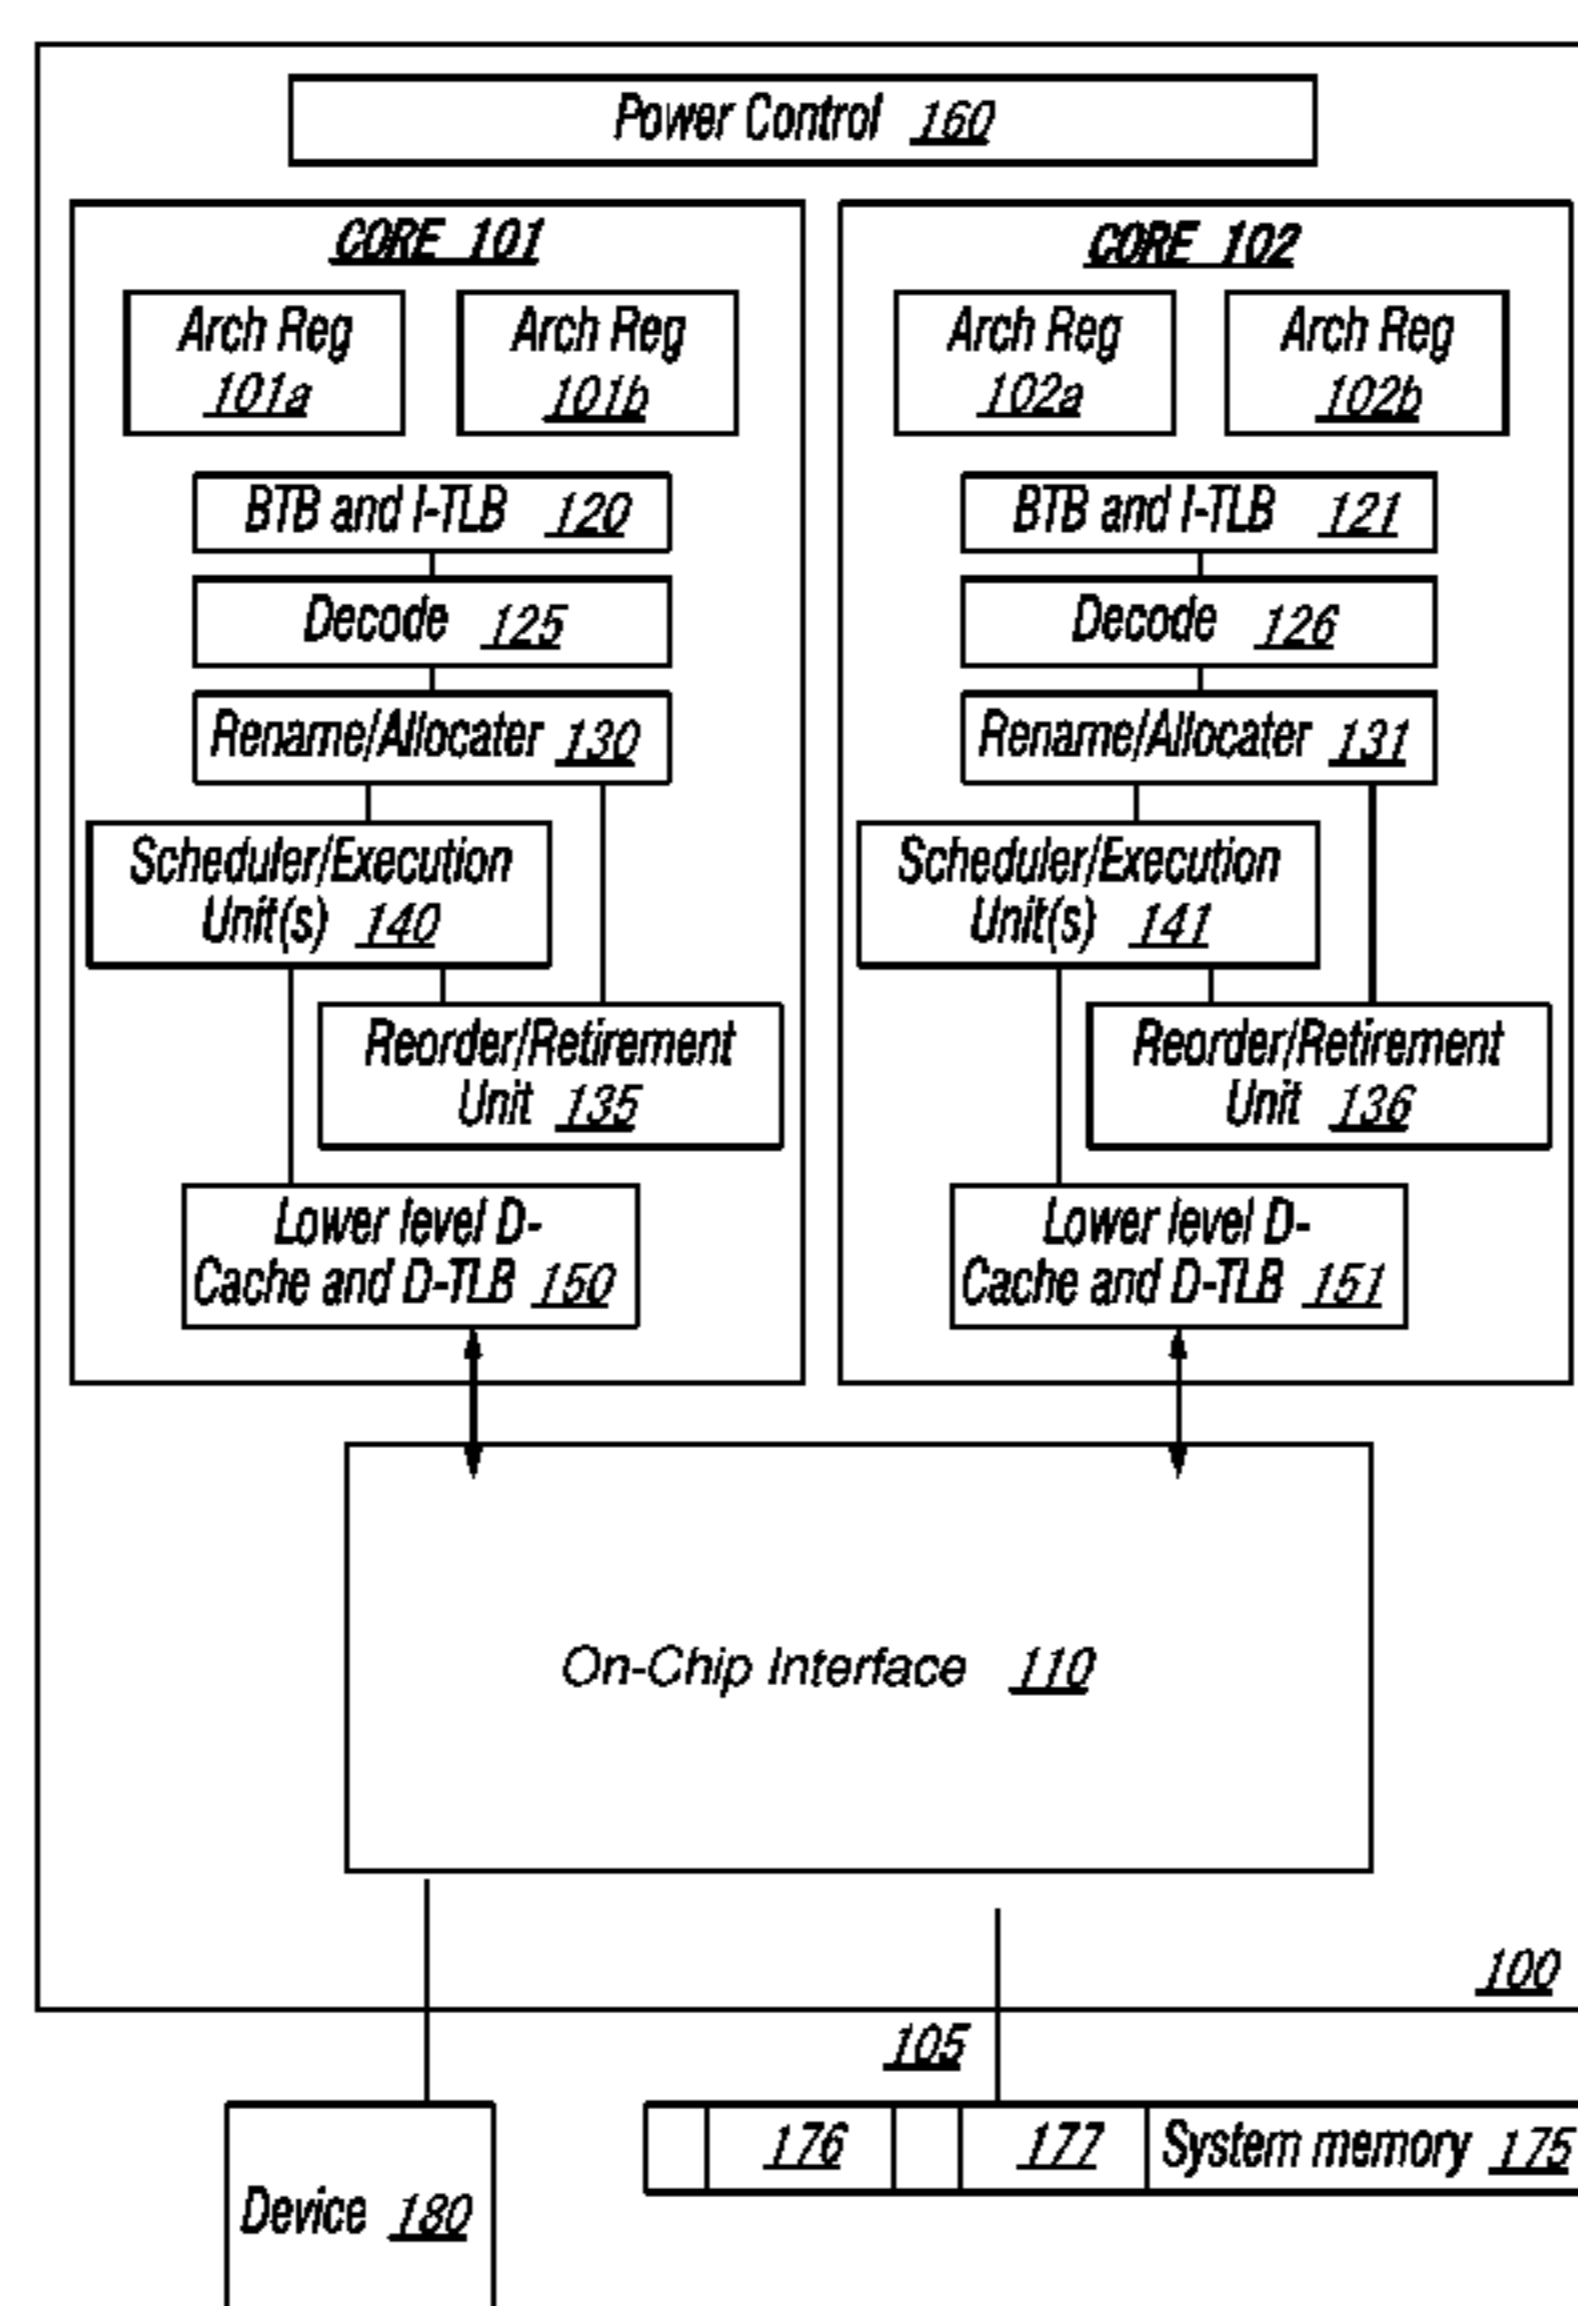 Power Control 160
CORE 101
Arch Reg
101a
Arch Reg
101b
BTB and I-TLB 120
Decode 125
Rename/Allocater 130
Scheduler/Execution
Unit(s) 140
Reorder/Retirement
Unit 135
Lower level D-
Cache and D-TLB 150
CORE 102
Arch Reg
102a
Arch Reg
102b
BTB and I-TLB 121
Decode 126
Rename/Allocater 131
Scheduler/Execution
Unit(s) 141
Reorder/Retirement
Unit 136
Lower level D-
Cache and D-TLB 151
On-Chip Interface 110
100
105
176
177
System memory 175
Device 180